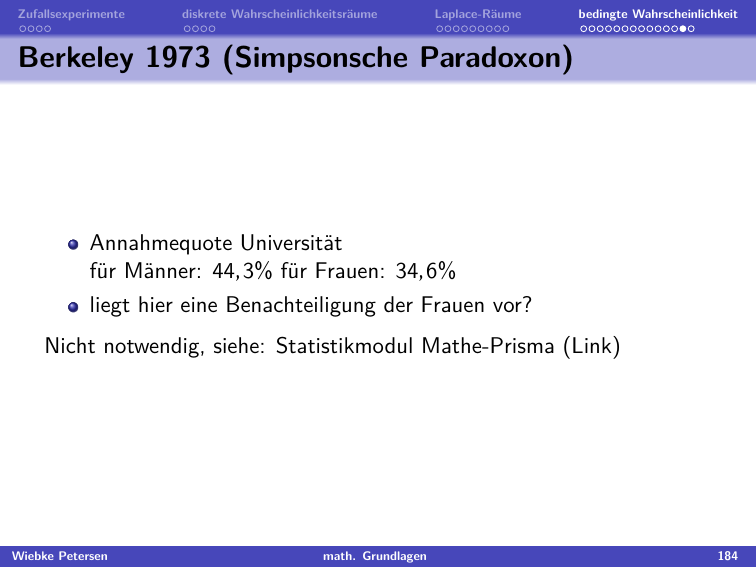 Zufallsexperimente diskrete Wahrscheinlichkeitsräume Laplace-Räume bedingte Wahrscheinlichkeit
Berkeley 1973 (Simpsonsche Paradoxon)
Annahmequote Universität
für Männer: 44,3% für Frauen: 34,6%
liegt hier eine Benachteiligung der Frauen vor?
Nicht notwendig, siehe: Statistikmodul Mathe-Prisma (Link)
Wiebke Petersen math. Grundlagen 184